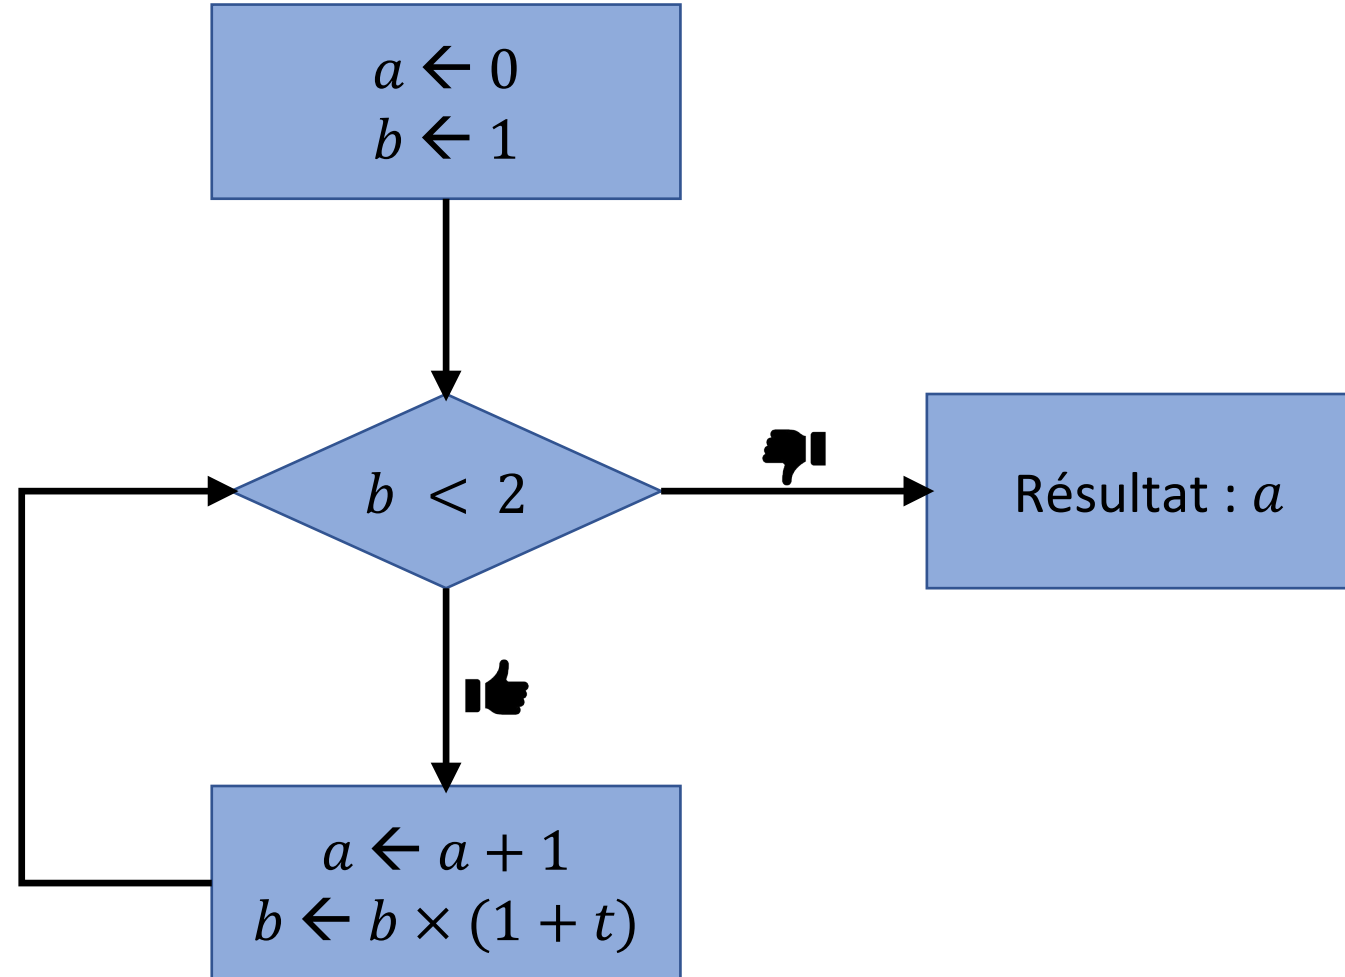 a ← 0
b ← 1
b < 2
Résultat : a
a ← a + 1
b ← b × (1 + t)